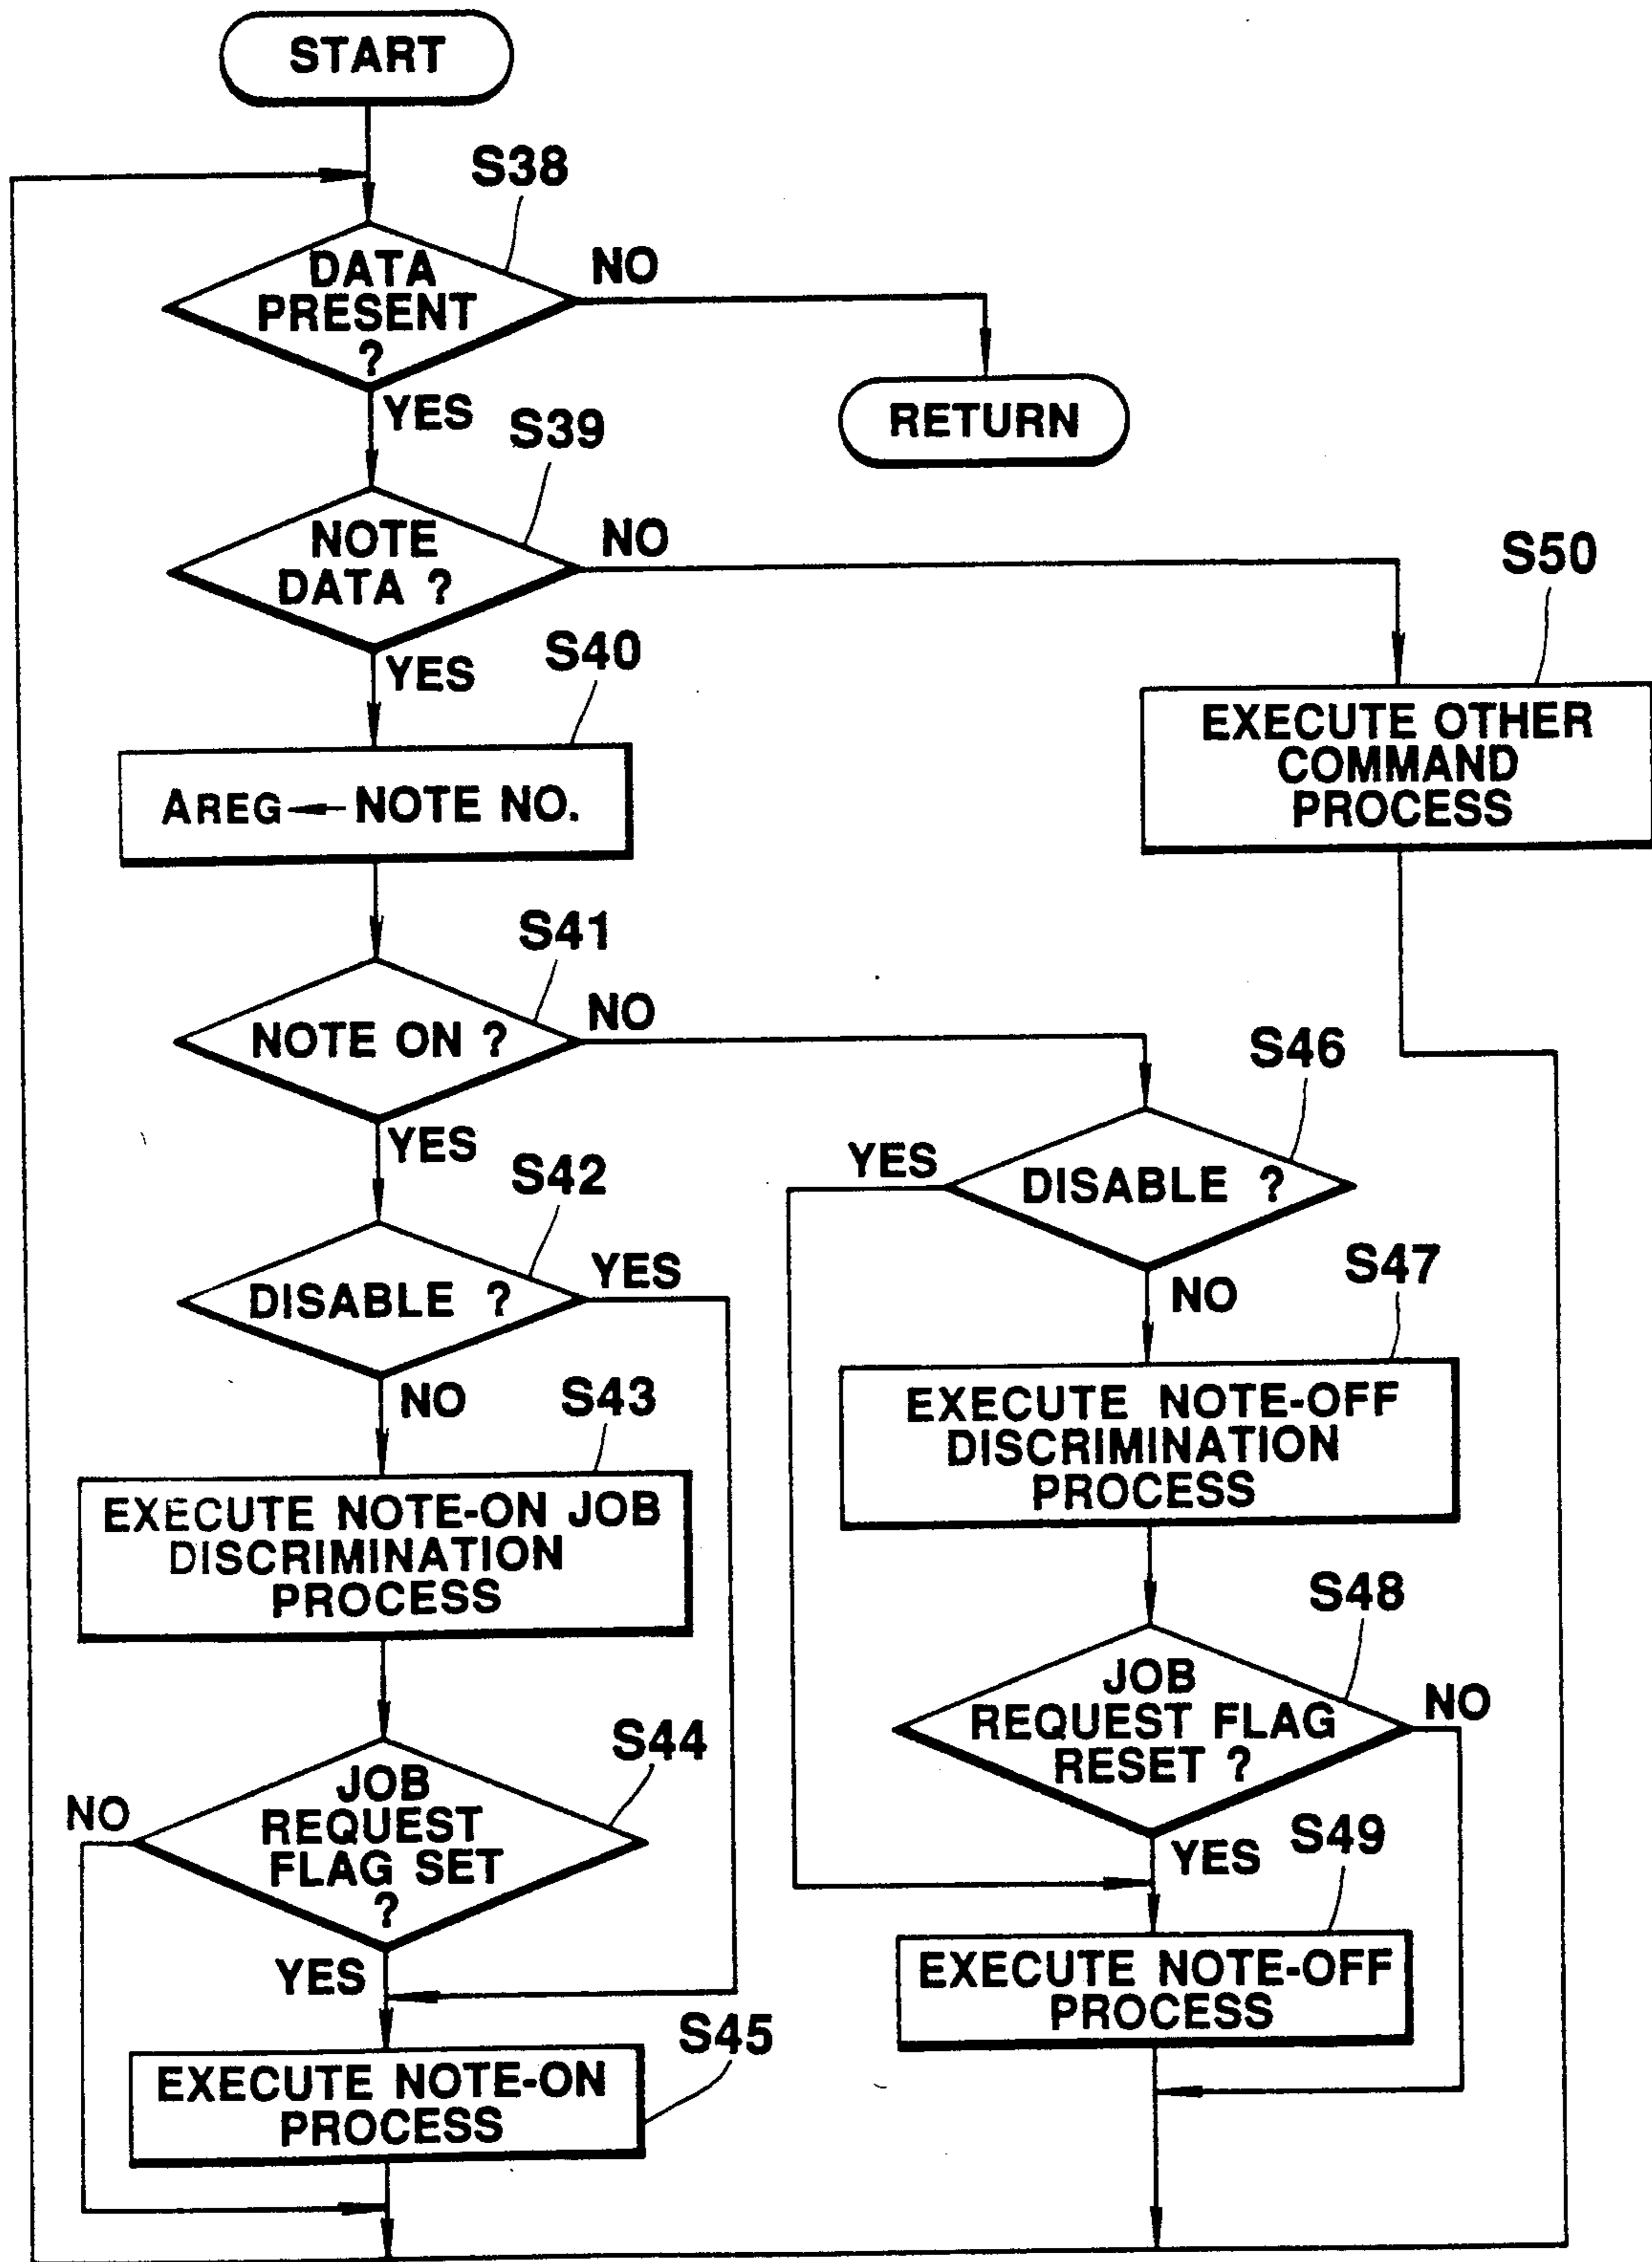 START
S38
DATA
PRESENT
?
NO
YES
RETURN
S39
NOTE
DATA ?
NO
YES
S50
EXECUTE OTHER
COMMAND
PROCESS
S40
AREG ← NOTE NO.
S41
NOTE ON ?
NO
YES
S46
YES
DISABLE ?
NO
S42
DISABLE ?
YES
NO
S47
EXECUTE NOTE-OFF
DISCRIMINATION
PROCESS
S43
EXECUTE NOTE-ON JOB
DISCRIMINATION
PROCESS
S48
JOB
REQUEST FLAG
RESET ?
NO
YES
S44
NO
JOB
REQUEST
FLAG SET
?
YES
S49
EXECUTE NOTE-OFF
PROCESS
S45
EXECUTE NOTE-ON
PROCESS